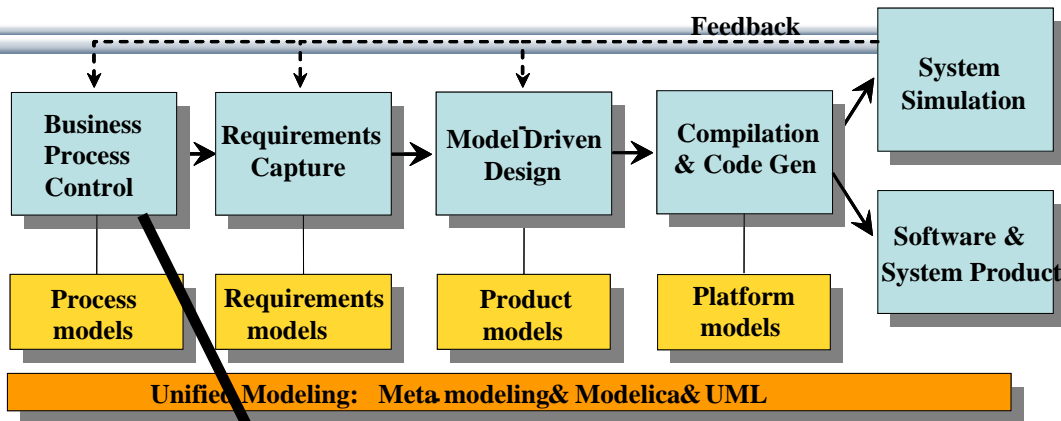 Feedback
System
Simulation
Business
Process
Control
Requirements
Capture
Model-Driven
Design
Compilation
& Code Gen
Software &
System Product
Process
models
Requirements
models
Product
models
Platform
models
Unified Modeling: Meta-modeling& Modelica& UML